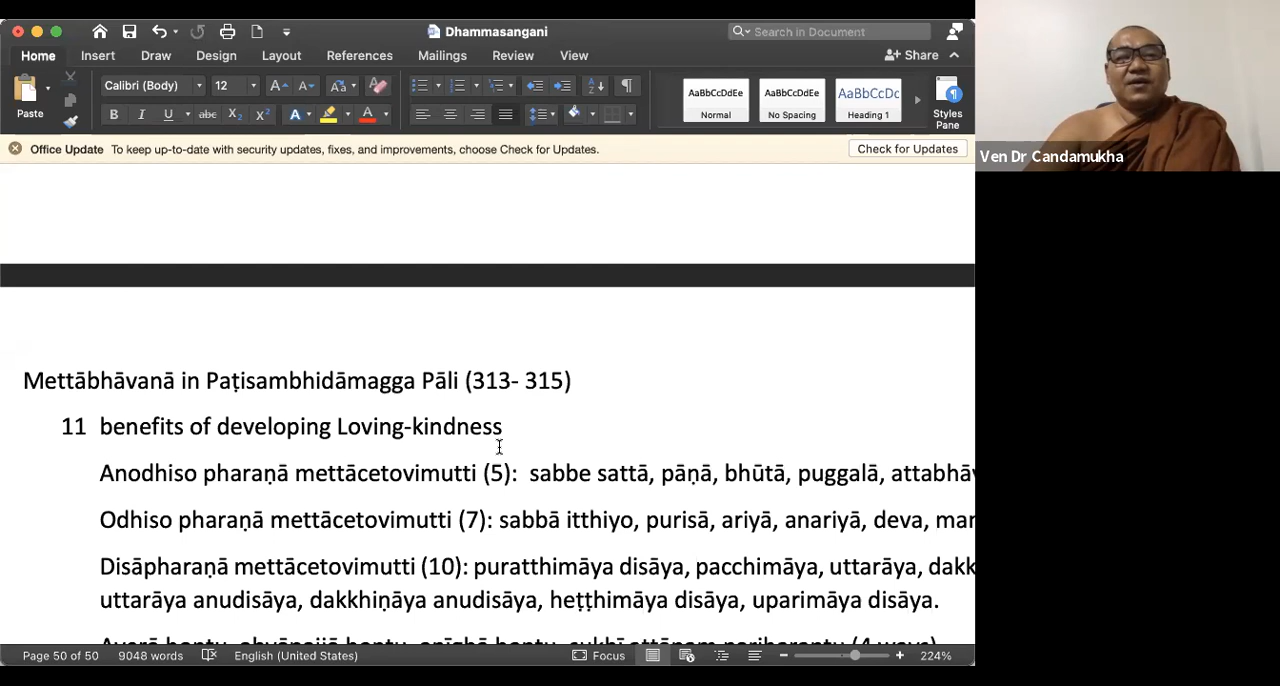 Dhammasangani
Search in Document
Home Insert Draw Design Layout References Mailings Review View Share
Paste Calibri (Body) 12 AaBbCcDdEe Normal AaBbCcDdEe No Spacing AaBbCcDc Heading 1 Styles Pane
Office Update To keep up-to-date with security updates, fixes, and improvements, choose Check for Updates. Check for Updates
Ven Dr Candamukha
Mettābhāvanā in Paṭisambhidāmagga Pāli (313- 315)
11 benefits of developing Loving-kindness
Anodhiso pharaṇā mettācetovimutti (5): sabbe sattā, pāṇā, bhūtā, puggalā, attabhāv
Odhiso pharaṇā mettācetovimutti (7): sabbā itthiyo, purisā, ariyā, anariyā, deva, man
Disāpharaṇā mettācetovimutti (10): puratthimāya disāya, pacchimāya, uttarāya, dakk
uttarāya anudisāya, dakkhiṇāya anudisāya, heṭṭhimāya disāya, uparimāya disāya.
Page 50 of 50 9048 words English (United States) Focus 224%